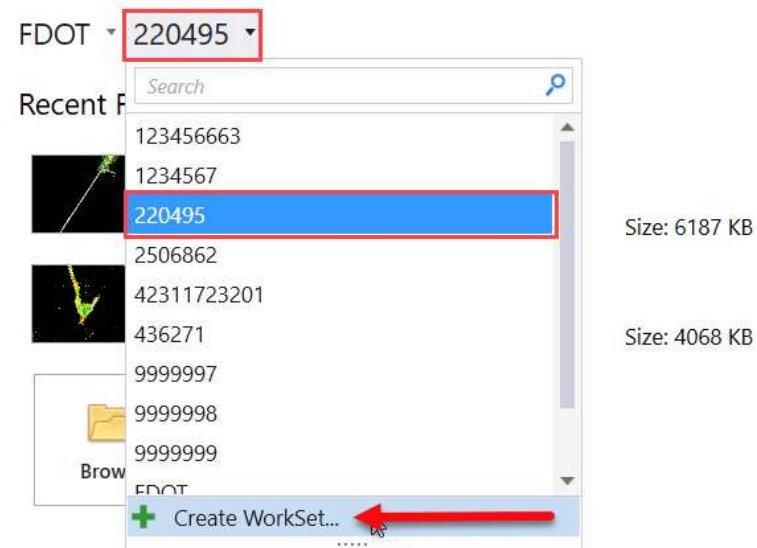 FDOT 220495
Search
Recent F
123456663
1234567
220495
Size: 6187 KB
2506862
42311723201
436271
Size: 4068 KB
9999997
9999998
9999999
Brow
FDOT
Create WorkSet...